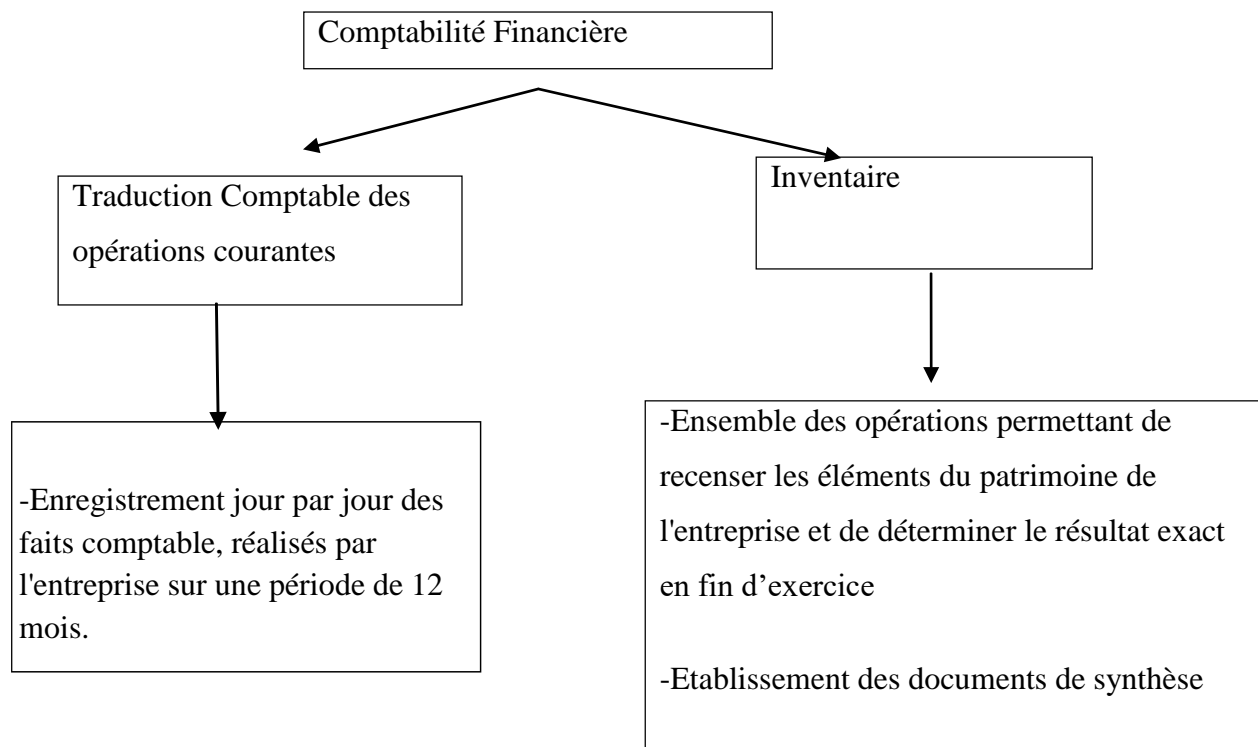 Comptabilité Financière
Traduction Comptable des
opérations courantes
Inventaire
-Enregistrement jour par jour des
faits comptable, réalisés par
l'entreprise sur une période de 12
mois.
-Ensemble des opérations permettant de
recenser les éléments du patrimoine de
l'entreprise et de déterminer le résultat exact
en fin d’exercice
-Etablissement des documents de synthèse